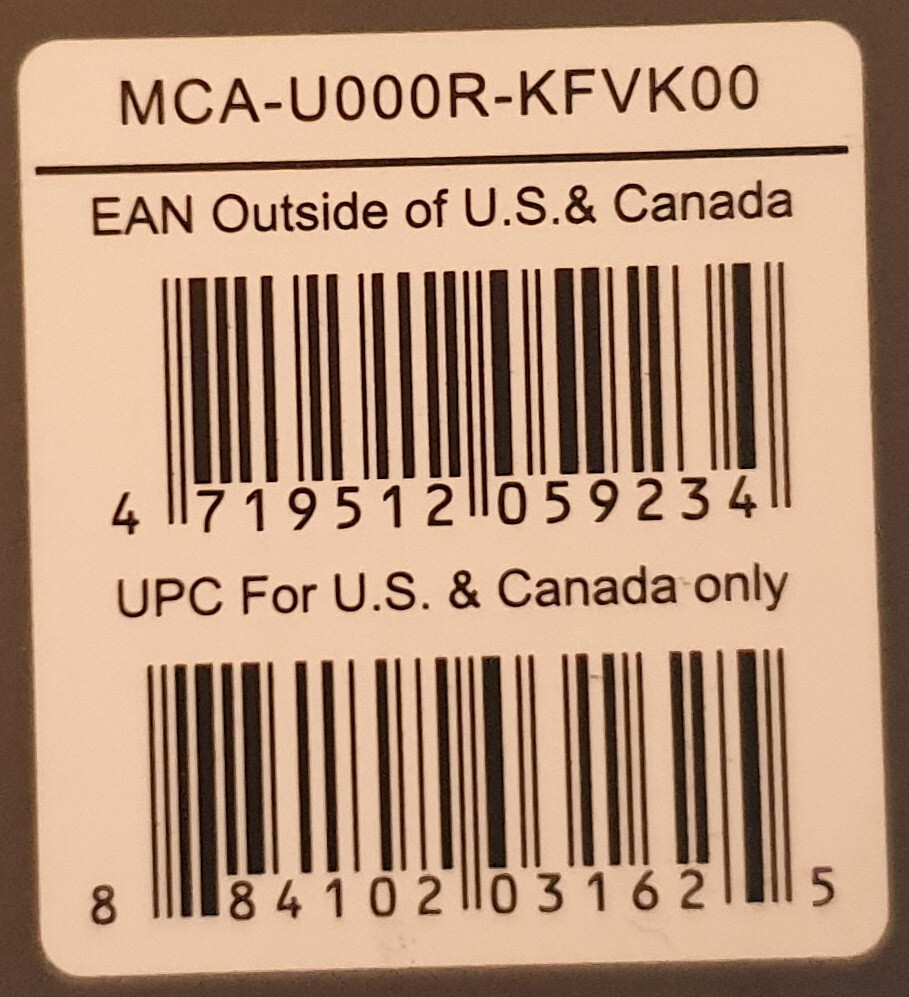 MCA-U000R-KFVK00
EAN Outside of U.S.& Canada
4 719512 059234
UPC For U.S. & Canada only
8 84102 03162 5